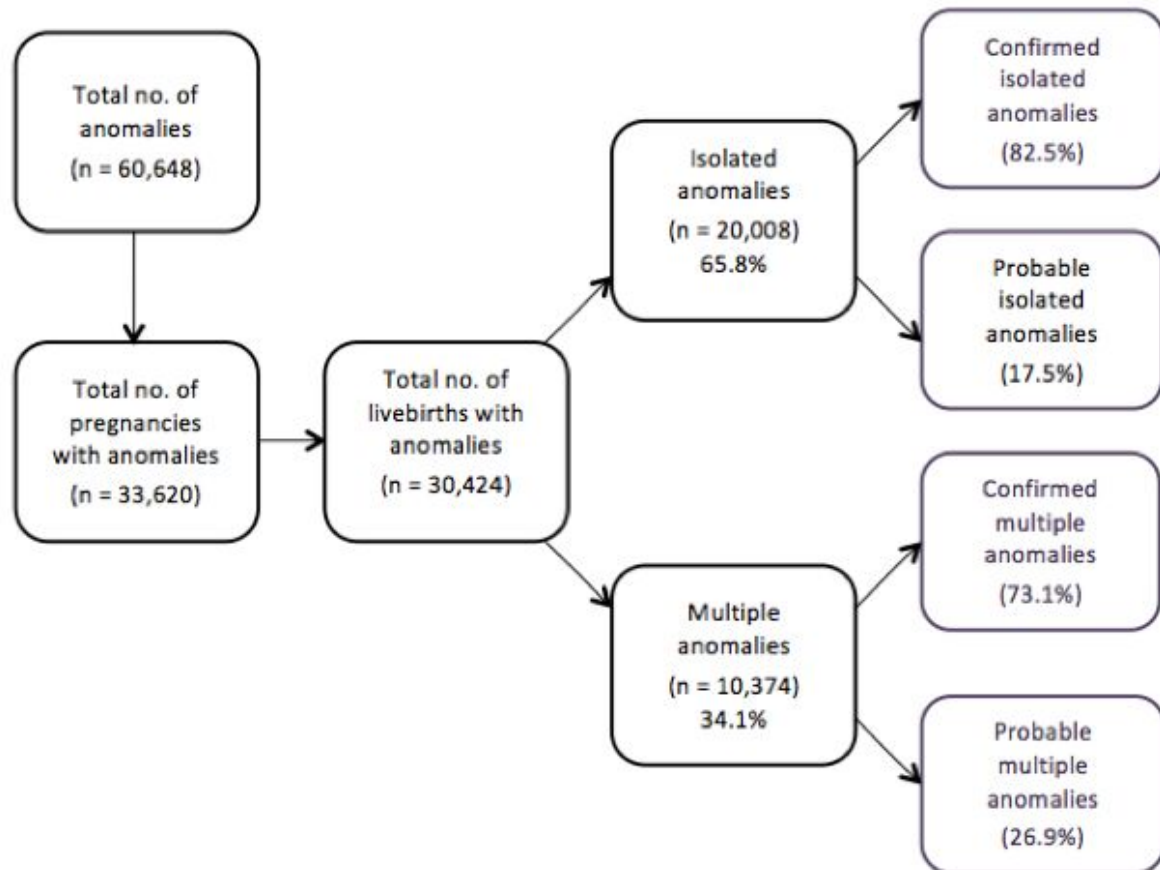 Total no. of
anomalies
(n = 60,648)
Total no. of
pregnancies
with anomalies
(n = 33,620)
Total no. of
livebirths with
anomalies
(n = 30,424)
Isolated
anomalies
(n = 20,008)
65.8%
Multiple
anomalies
(n = 10,374)
34.1%
Confirmed
isolated
anomalies
(82.5%)
Probable
isolated
anomalies
(17.5%)
Confirmed
multiple
anomalies
(73.1%)
Probable
multiple
anomalies
(26.9%)